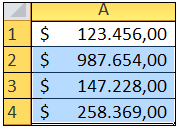 A
1 $ 123.456,00
2 $ 987.654,00
3 $ 147.228,00
4 $ 258.369,00